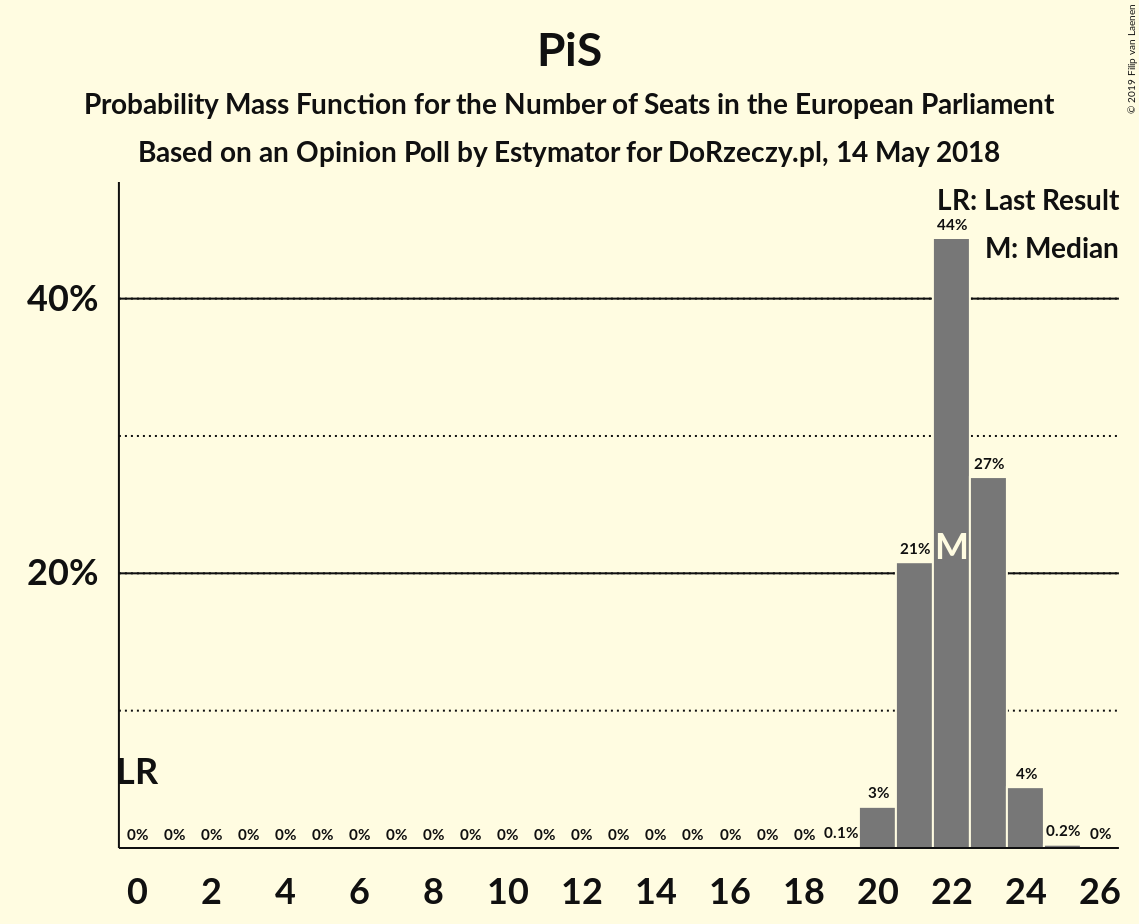 PiS
Probability Mass Function for the Number of Seats in the European Parliament
Based on an Opinion Poll by Estymator for DoRzeczy.pl, 14 May 2018
© 2019 Filip van Laenen
LR: Last Result
M: Median
44%
40%
27%
21%
M
20%
LR
4%
3%
0% 0% 0% 0% 0% 0% 0% 0% 0% 0% 0% 0% 0% 0% 0% 0% 0% 0% 0% 0.1% 0.2% 0%
0 2 4 6 8 10 12 14 16 18 20 22 24 26